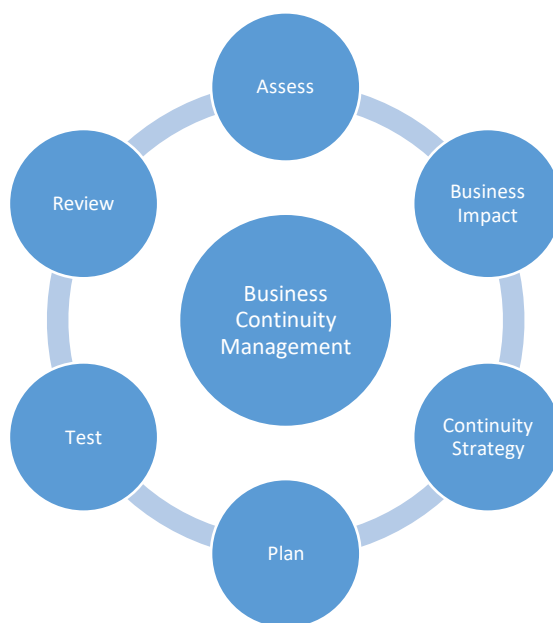 Assess
Business
Impact
Continuity
Strategy
Plan
Test
Review
Business
Continuity
Management